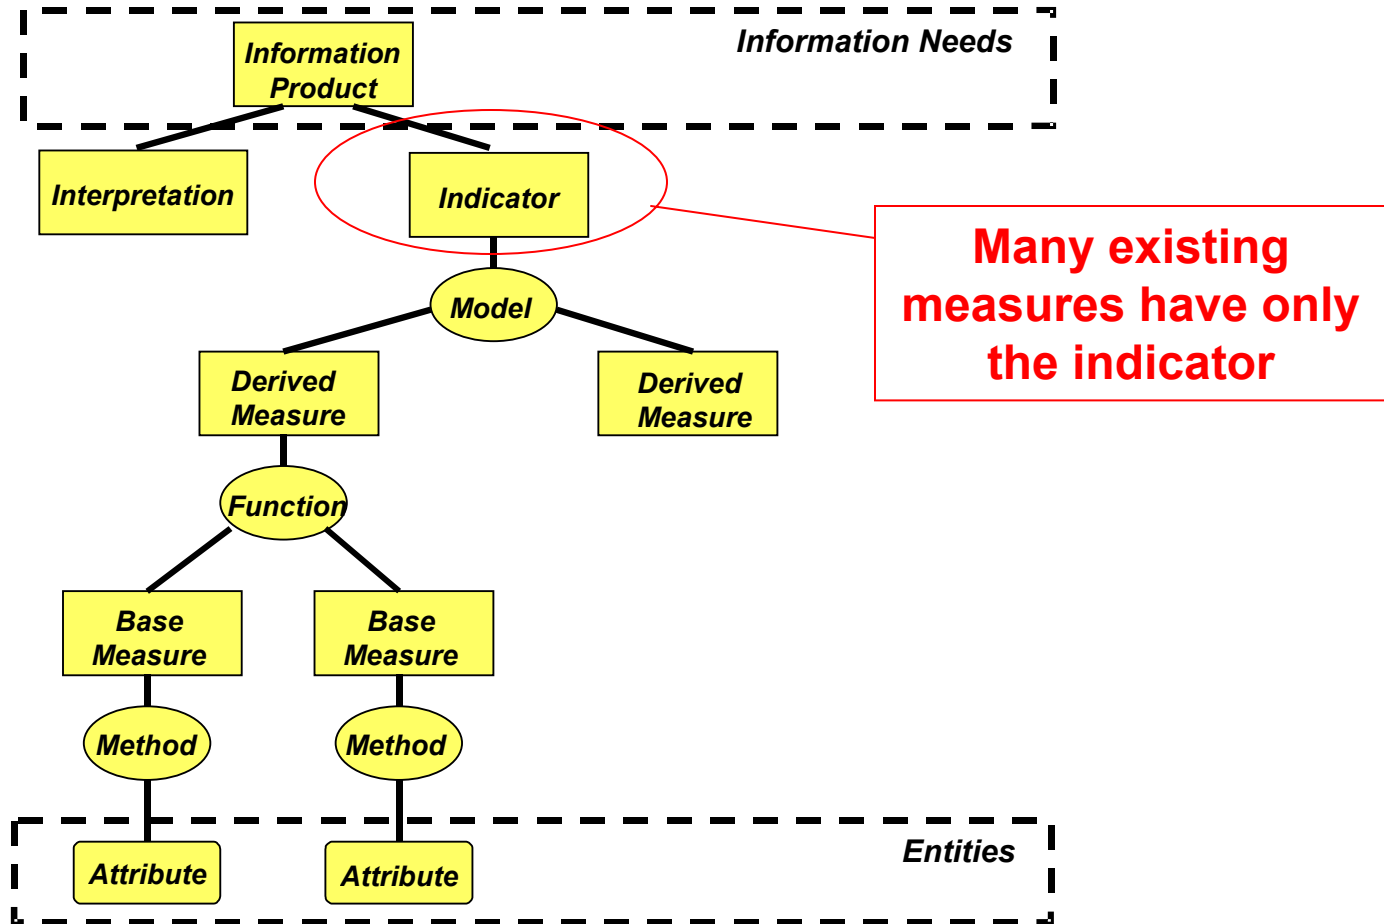 Information Needs
Information
Product
Interpretation
Indicator
Many existing
measures have only
the indicator
Model
Derived
Measure
Derived
Measure
Function
Base
Measure
Base
Measure
Method
Method
Entities
Attribute
Attribute